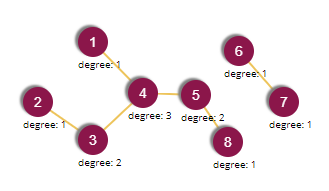 1
degree: 1
6
degree: 1
2
degree: 1
4
degree: 3
5
degree: 2
7
degree: 1
3
degree: 2
8
degree: 1